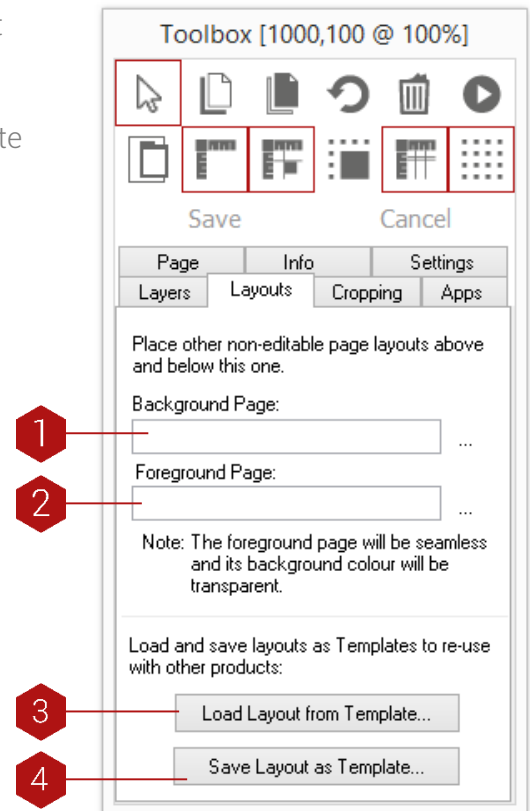 Toolbox [1000,100 @ 100%]
te
Save Cancel
Page Info Settings
Layers Layouts Cropping Apps
Place other non-editable page layouts above
and below this one.
Background Page:
1 ...
Foreground Page:
2 ...
Note: The foreground page will be seamless
and its background colour will be
transparent.
Load and save layouts as Templates to re-use
with other products:
3 Load Layout from Template...
4 Save Layout as Template...